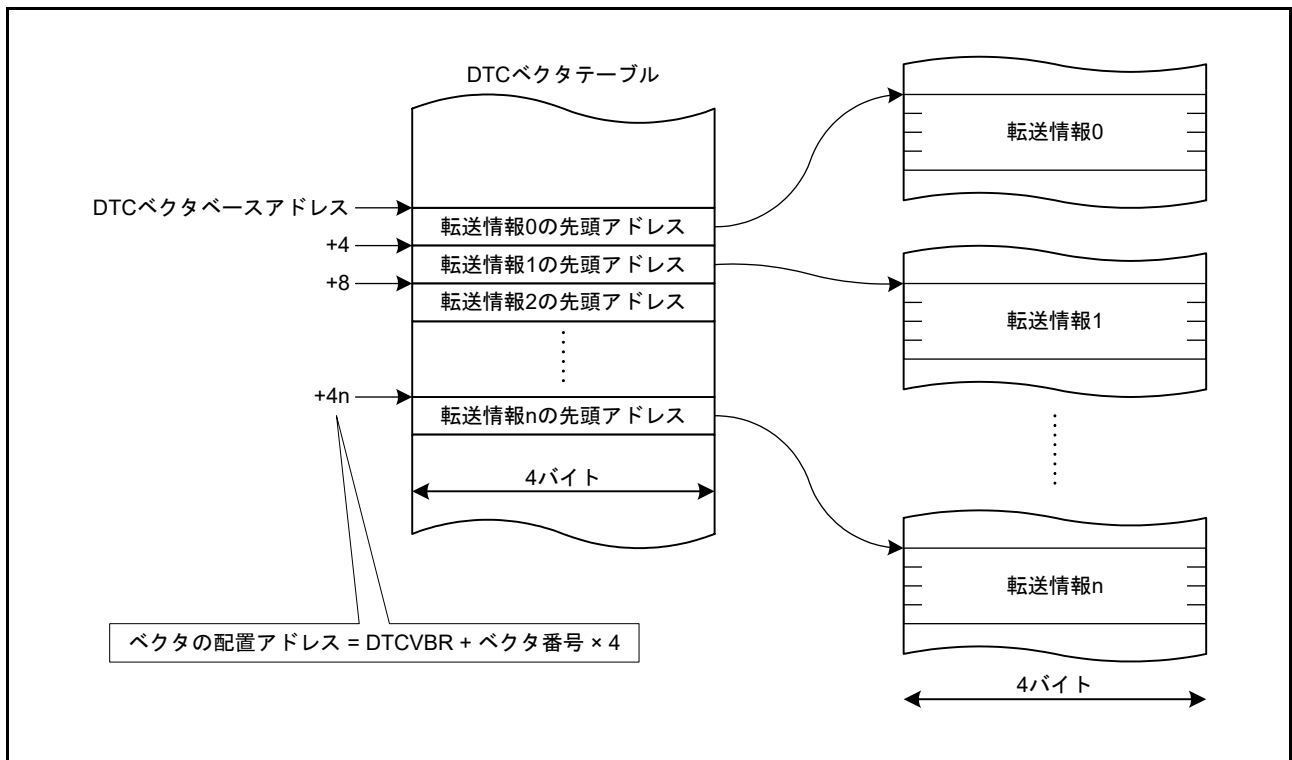 DTCベクタテーブル
DTCベクタベースアドレス
転送情報0の先頭アドレス
+4
転送情報1の先頭アドレス
+8
転送情報2の先頭アドレス
+4n
転送情報nの先頭アドレス
4バイト
ベクタの配置アドレス = DTCVBR + ベクタ番号 × 4
転送情報0
転送情報1
転送情報n
4バイト